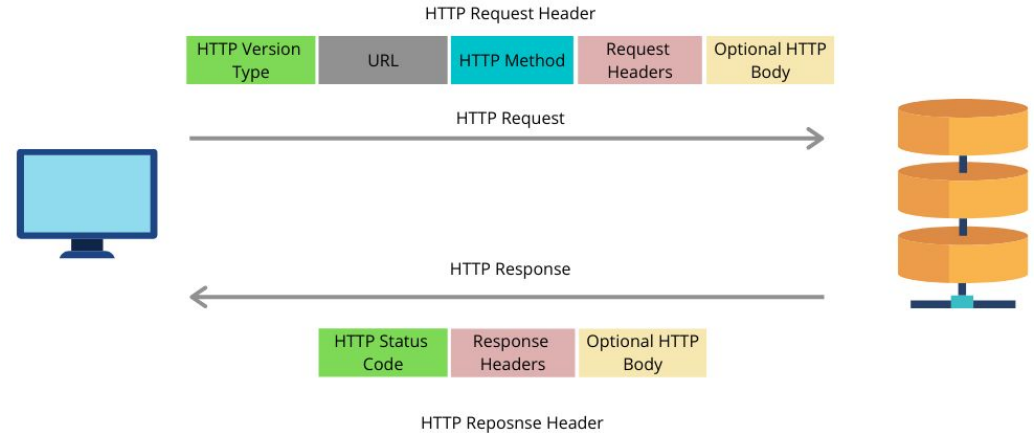 HTTP Request Header
HTTP Version
Type
URL
HTTP Method
Request
Headers
Optional HTTP
Body
HTTP Request
HTTP Response
HTTP Status
Code
Response
Headers
Optional HTTP
Body
HTTP Reposnse Header